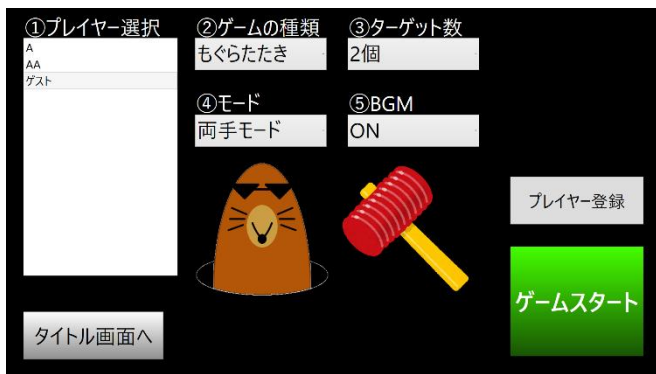 ①プレイヤー選択
A
AA
ゲスト
②ゲームの種類
もぐらたたき
③ターゲット数
2個
④モード
両手モード
⑤BGM
ON
プレイヤー登録
ゲームスタート
タイトル画面へ